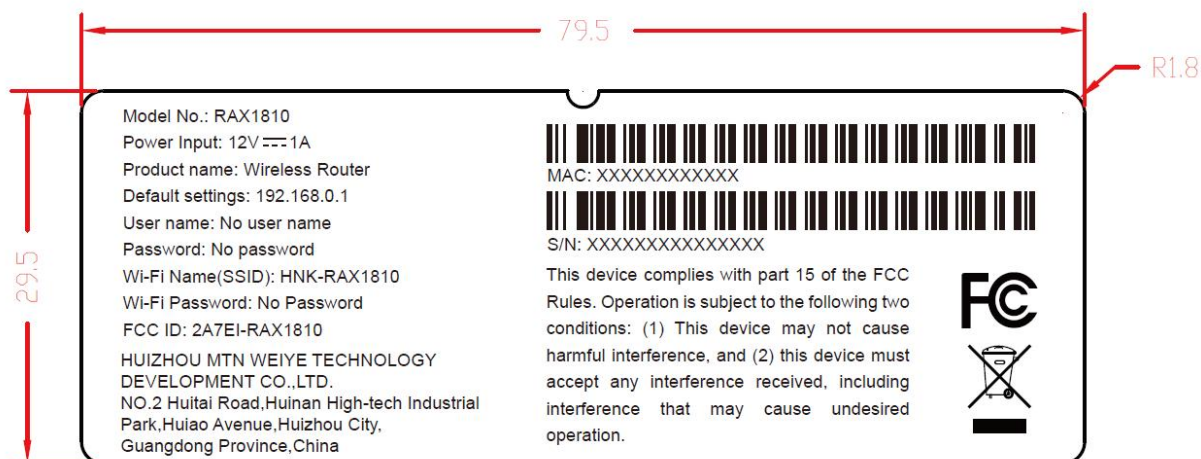 79.5
R1.8
29.5
Model No.: RAX1810
Power Input: 12V ⎓ 1A
Product name: Wireless Router
Default settings: 192.168.0.1
User name: No user name
Password: No password
Wi-Fi Name(SSID): HNK-RAX1810
Wi-Fi Password: No Password
FCC ID: 2A7EI-RAX1810
HUIZHOU MTN WEIYE TECHNOLOGY
DEVELOPMENT CO.,LTD.
NO.2 Huitai Road,Huinan High-tech Industrial
Park,Huiao Avenue,Huizhou City,
Guangdong Province,China
MAC: XXXXXXXXXXXX
S/N: XXXXXXXXXXXXXXX
This device complies with part 15 of the FCC
Rules. Operation is subject to the following two
conditions: (1) This device may not cause
harmful interference, and (2) this device must
accept any interference received, including
interference that may cause undesired
operation.
FC